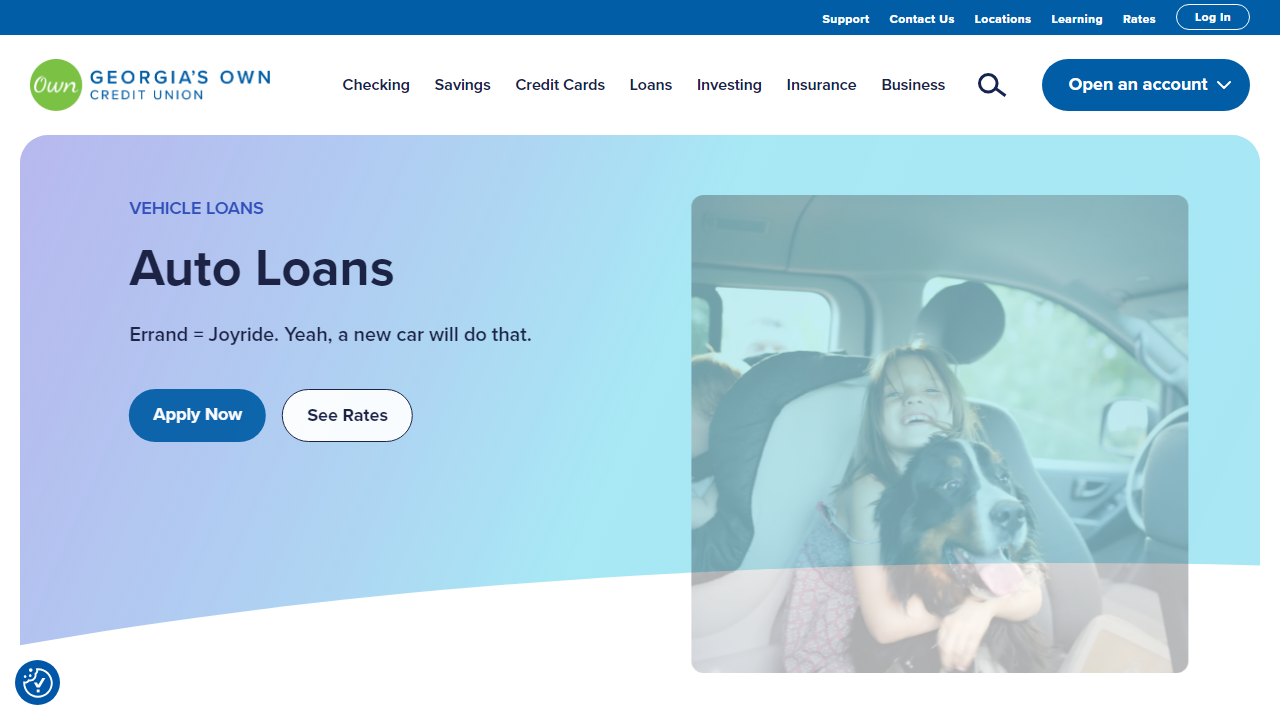 Support Contact Us Locations Learning Rates Log In
Own GEORGIA'S OWN
CREDIT UNION
Checking Savings Credit Cards Loans Investing Insurance Business Open an account
VEHICLE LOANS
Auto Loans
Errand = Joyride. Yeah, a new car will do that.
Apply Now See Rates